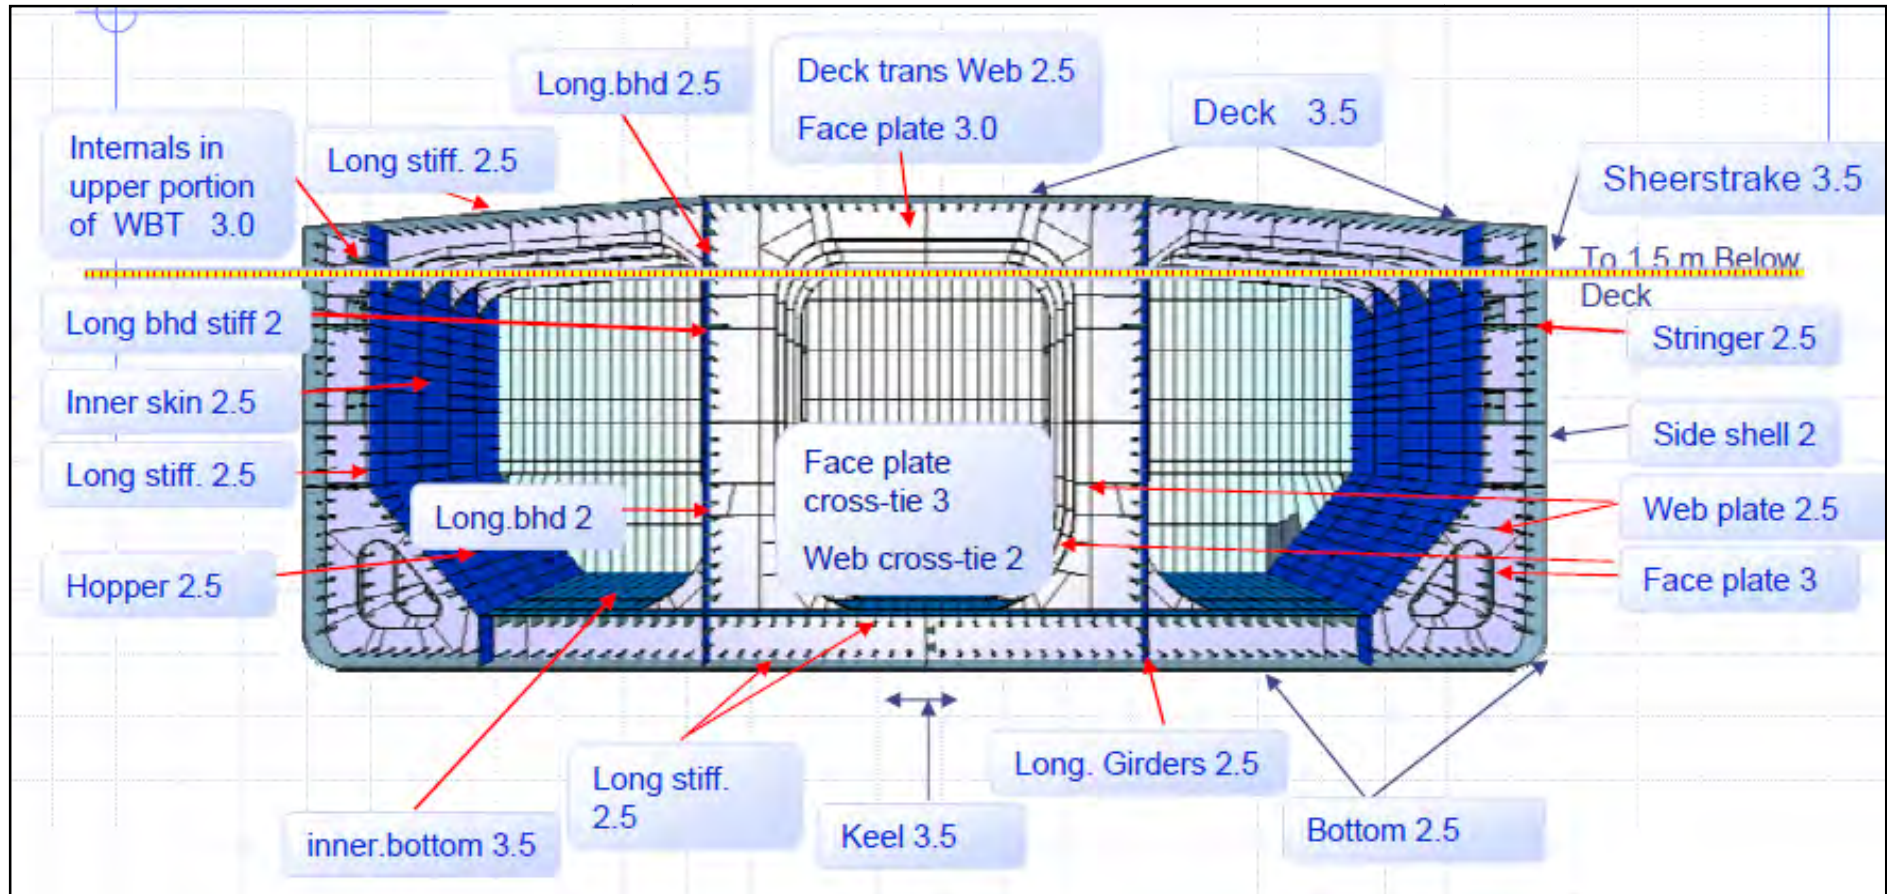 Long.bhd 2.5
Deck trans Web 2.5
Face plate 3.0
Deck 3.5
Sheerstrake 3.5
To 1.5 m Below
Deck
Internals in
upper portion
of WBT 3.0
Long stiff. 2.5
Long bhd stiff 2
Inner skin 2.5
Long stiff. 2.5
Hopper 2.5
Long.bhd 2
Face plate
cross-tie 3
Web cross-tie 2
Stringer 2.5
Side shell 2
Web plate 2.5
Face plate 3
inner.bottom 3.5
Long stiff.
2.5
Keel 3.5
Long. Girders 2.5
Bottom 2.5